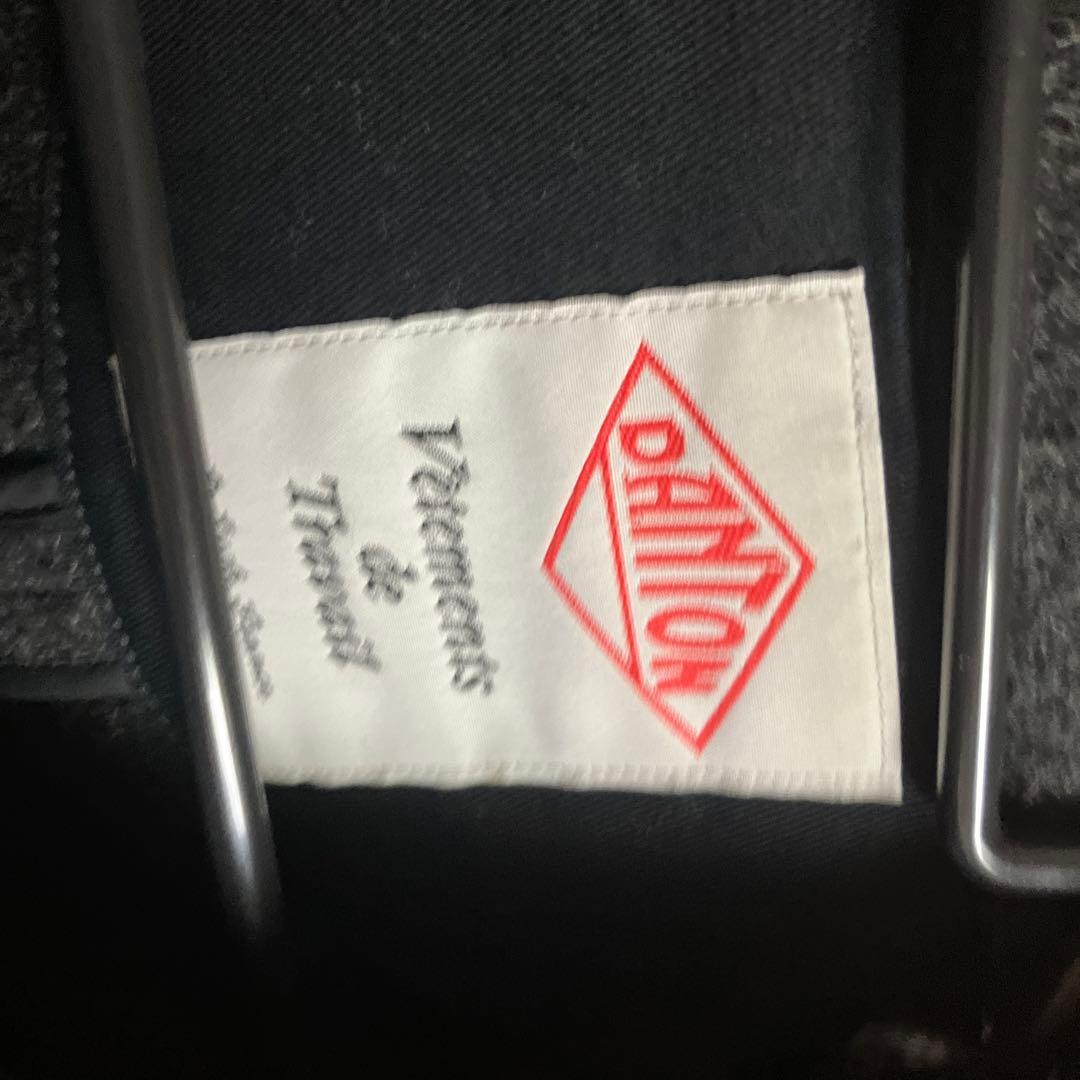 DANTON
Vêtements
de
Travail